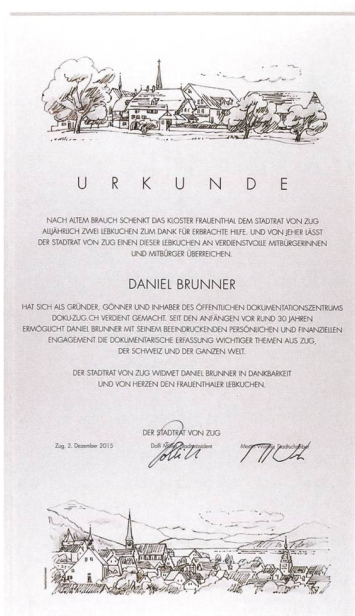 URKUNDE
NACH ALTEM BRAUCH SCHENKT DAS KLOSTER FRAUENTHAL DEM STADTRAT VON ZUG
ALLJÄHRLICH ZWEI LEBKUCHEN ZUM DANK FÜR ERBRACHTE HILFE. UND VON JEHER LÄSST
DER STADTRAT VON ZUG EINEN DIESER LEBKUCHEN AN VERDIENSTVOLLE MITBÜRGERINNEN
UND MITBÜRGER ÜBERREICHEN.
DANIEL BRUNNER
HAT SICH ALS GRÜNDER, GÖNNER UND INHABER DES ÖFFENTLICHEN DOKUMENTATIONSZENTRUMS
DOKU-ZUG.CH VERDIENT GEMACHT. SEIT DEN ANFÄNGEN VOR RUND 30 JAHREN
ERMÖGLICHT DANIEL BRUNNER MIT SEINEM BEEINDRUCKENDEN PERSÖNLICHEN UND FINANZIELLEN
ENGAGEMENT DIE DOKUMENTARISCHE ERFASSUNG WICHTIGER THEMEN AUS ZUG,
DER SCHWEIZ UND DER GANZEN WELT.
DER STADTRAT VON ZUG WIDMET DANIEL BRUNNER IN DANKBARKEIT
UND VON HERZEN DEN FRAUENTHALER LEBKUCHEN.
DER STADTRAT VON ZUG
Zug, 2. Dezember 2015 Dolfi Müller, Stadtpräsident Martin Stadtschreiber